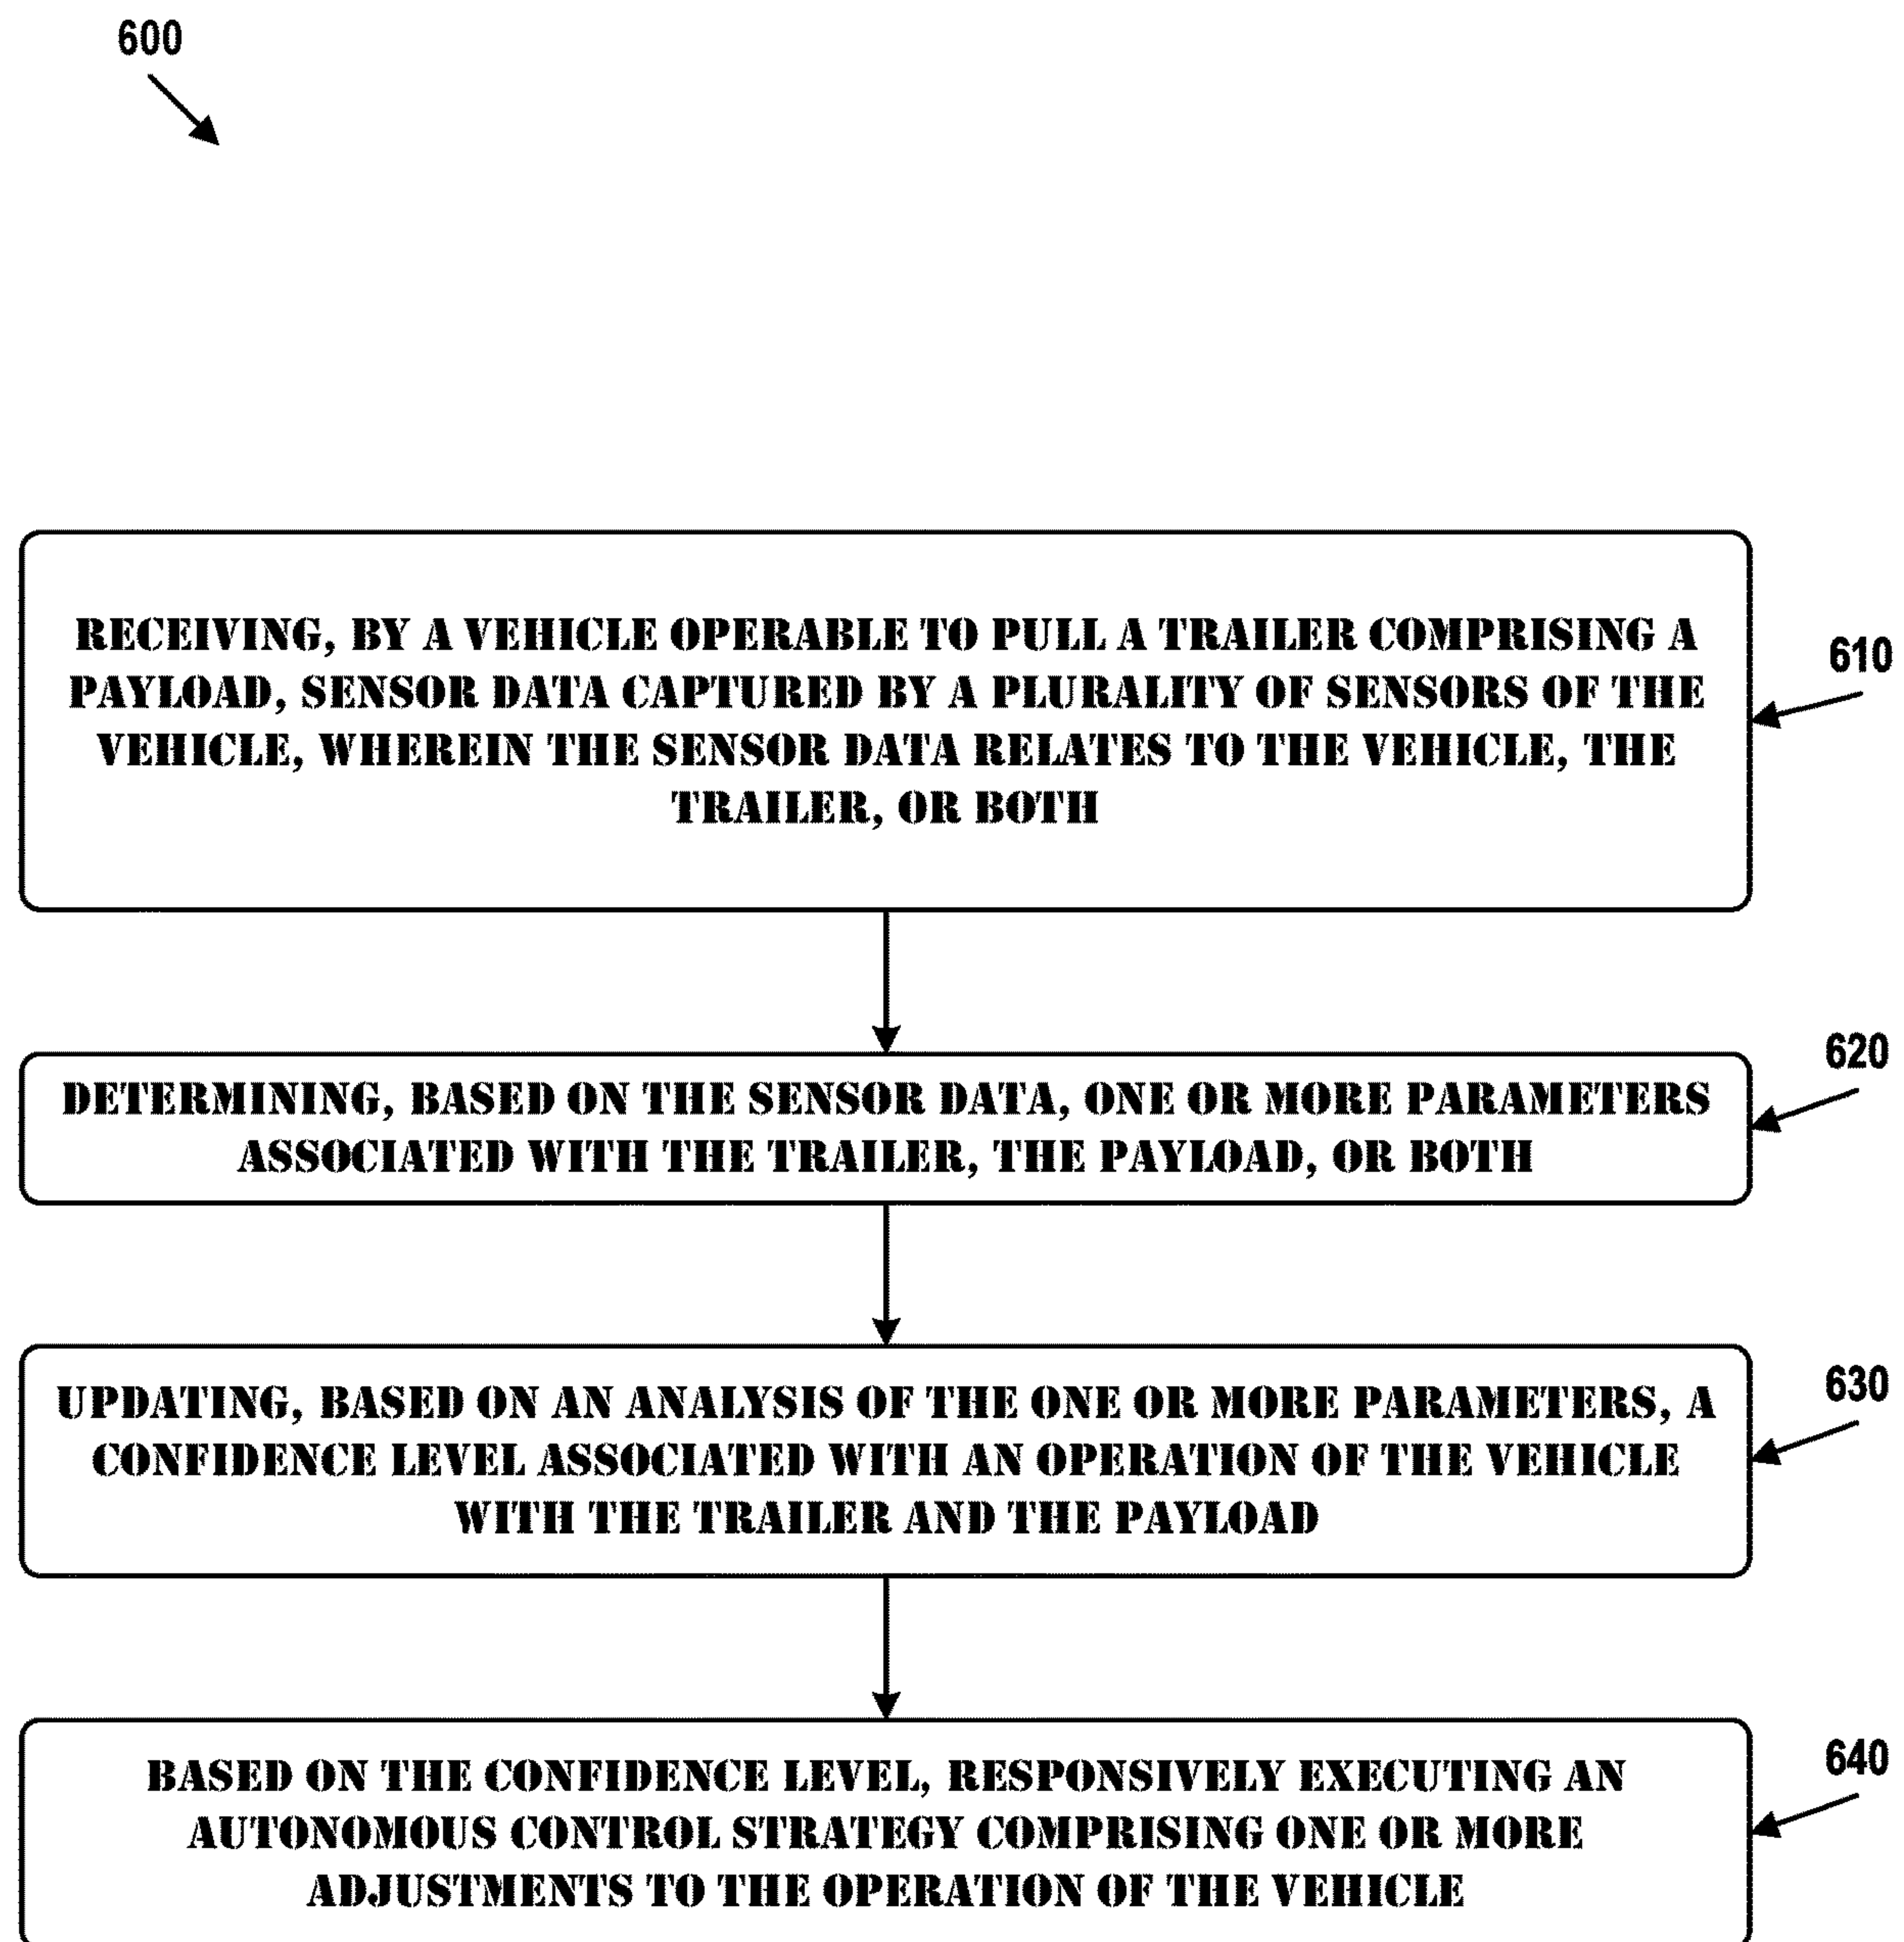 600
RECEIVING, BY A VEHICLE OPERABLE TO PULL A TRAILER COMPRISING A
PAYLOAD, SENSOR DATA CAPTURED BY A PLURALITY OF SENSORS OF THE
VEHICLE, WHEREIN THE SENSOR DATA RELATES TO THE VEHICLE, THE
TRAILER, OR BOTH
610
DETERMINING, BASED ON THE SENSOR DATA, ONE OR MORE PARAMETERS
ASSOCIATED WITH THE TRAILER, THE PAYLOAD, OR BOTH
620
UPDATING, BASED ON AN ANALYSIS OF THE ONE OR MORE PARAMETERS, A
CONFIDENCE LEVEL ASSOCIATED WITH AN OPERATION OF THE VEHICLE
WITH THE TRAILER AND THE PAYLOAD
630
BASED ON THE CONFIDENCE LEVEL, RESPONSIVELY EXECUTING AN
AUTONOMOUS CONTROL STRATEGY COMPRISING ONE OR MORE
ADJUSTMENTS TO THE OPERATION OF THE VEHICLE
640